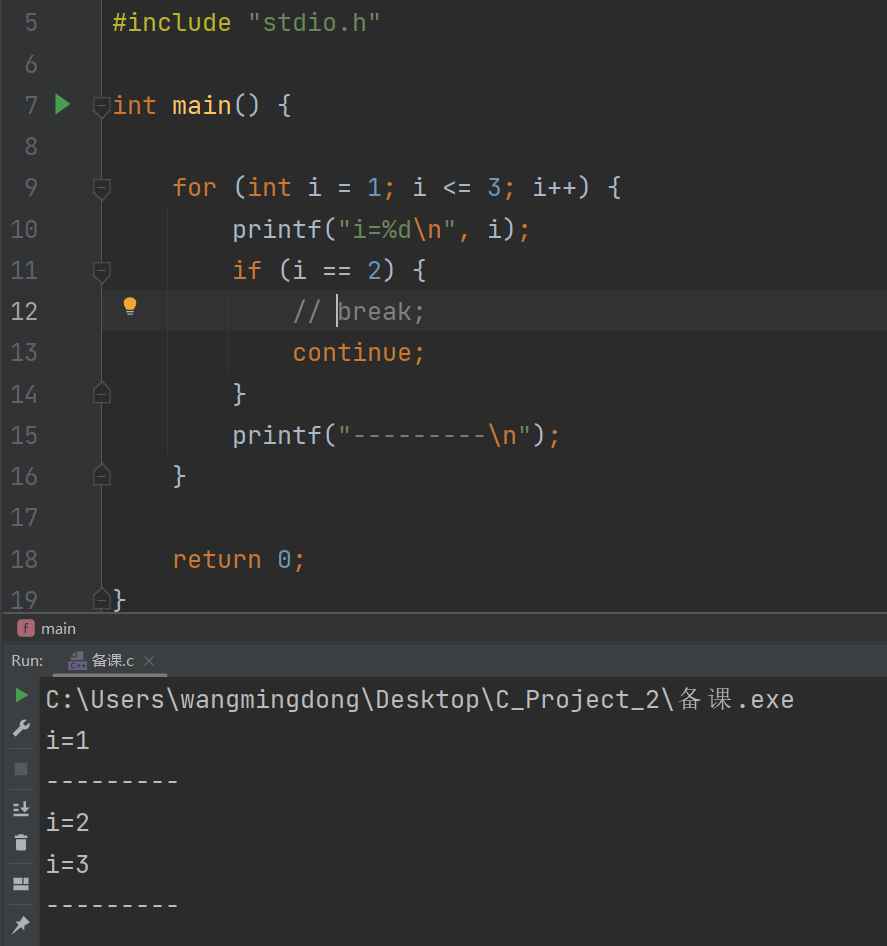 5 #include "stdio.h"
6
7 int main() {
8
9 for (int i = 1; i <= 3; i++) {
10 printf("i=%d\n", i);
11 if (i == 2) {
12 // break;
13 continue;
14 }
15 printf("---------\n");
16 }
17
18 return 0;
19 }
f main
Run: C++ 备课.c
C:\Users\wangmingdong\Desktop\C_Project_2\备课.exe
i=1
---------
i=2
i=3
---------